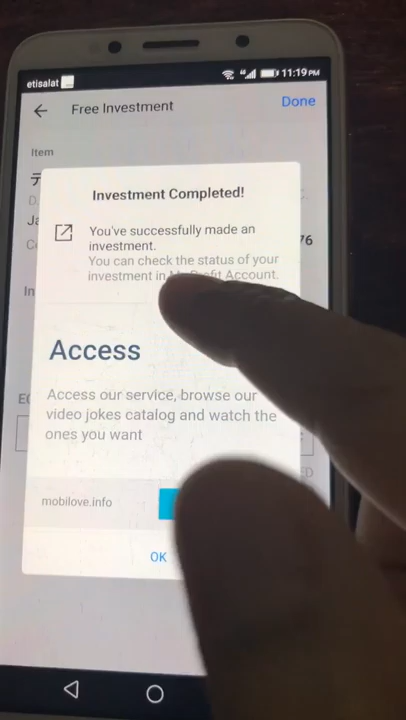 etisalat
11:19 PM
Free Investment
Done
Item
Investment Completed!
You've successfully made an
investment.
You can check the status of your
investment in Profit Account.
76
Access
Access our service, browse our
video jokes catalog and watch the
ones you want
mobilove.info
OK